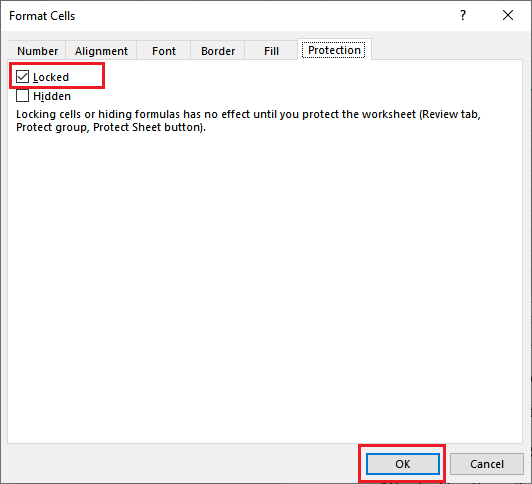 Format Cells
?
Number Alignment Font Border Fill Protection
Locked
Hidden
Locking cells or hiding formulas has no effect until you protect the worksheet (Review tab,
Protect group, Protect Sheet button).
OK Cancel